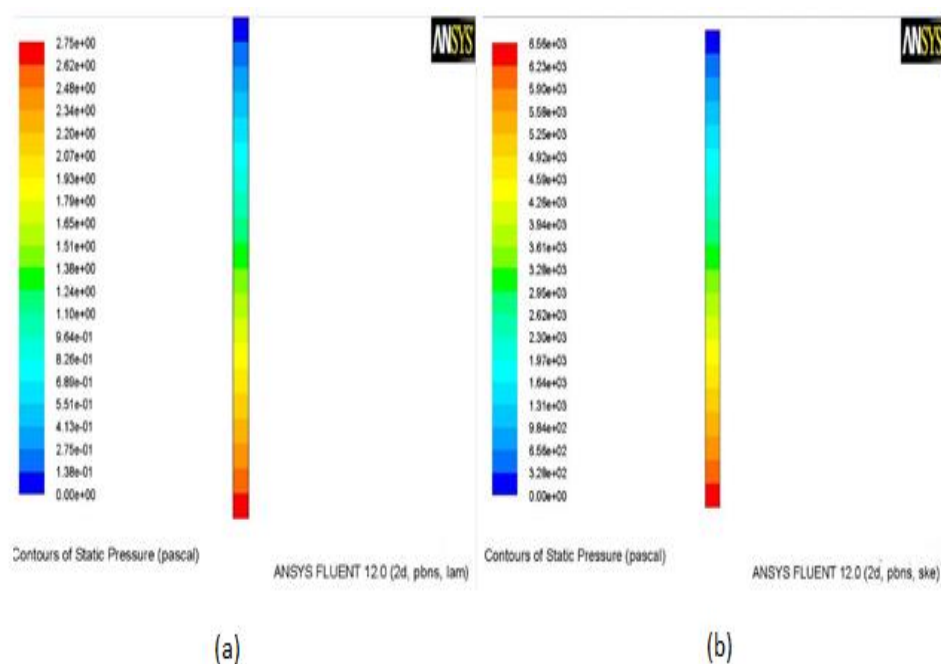 ANSYS
2.75e+00
2.62e+00
2.48e+00
2.34e+00
2.20e+00
2.07e+00
1.93e+00
1.79e+00
1.65e+00
1.51e+00
1.38e+00
1.24e+00
1.10e+00
9.64e-01
8.26e-01
6.89e-01
5.51e-01
4.13e-01
2.75e-01
1.38e-01
0.00e+00
Contours of Static Pressure (pascal)
ANSYS FLUENT 12.0 (2d, pbns, lam)
(a)
ANSYS
6.56e+03
6.23e+03
5.90e+03
5.58e+03
5.25e+03
4.92e+03
4.59e+03
4.26e+03
3.94e+03
3.61e+03
3.28e+03
2.95e+03
2.62e+03
2.30e+03
1.97e+03
1.64e+03
1.31e+03
9.84e+02
6.56e+02
3.28e+02
0.00e+00
Contours of Static Pressure (pascal)
ANSYS FLUENT 12.0 (2d, pbns, ske)
(b)